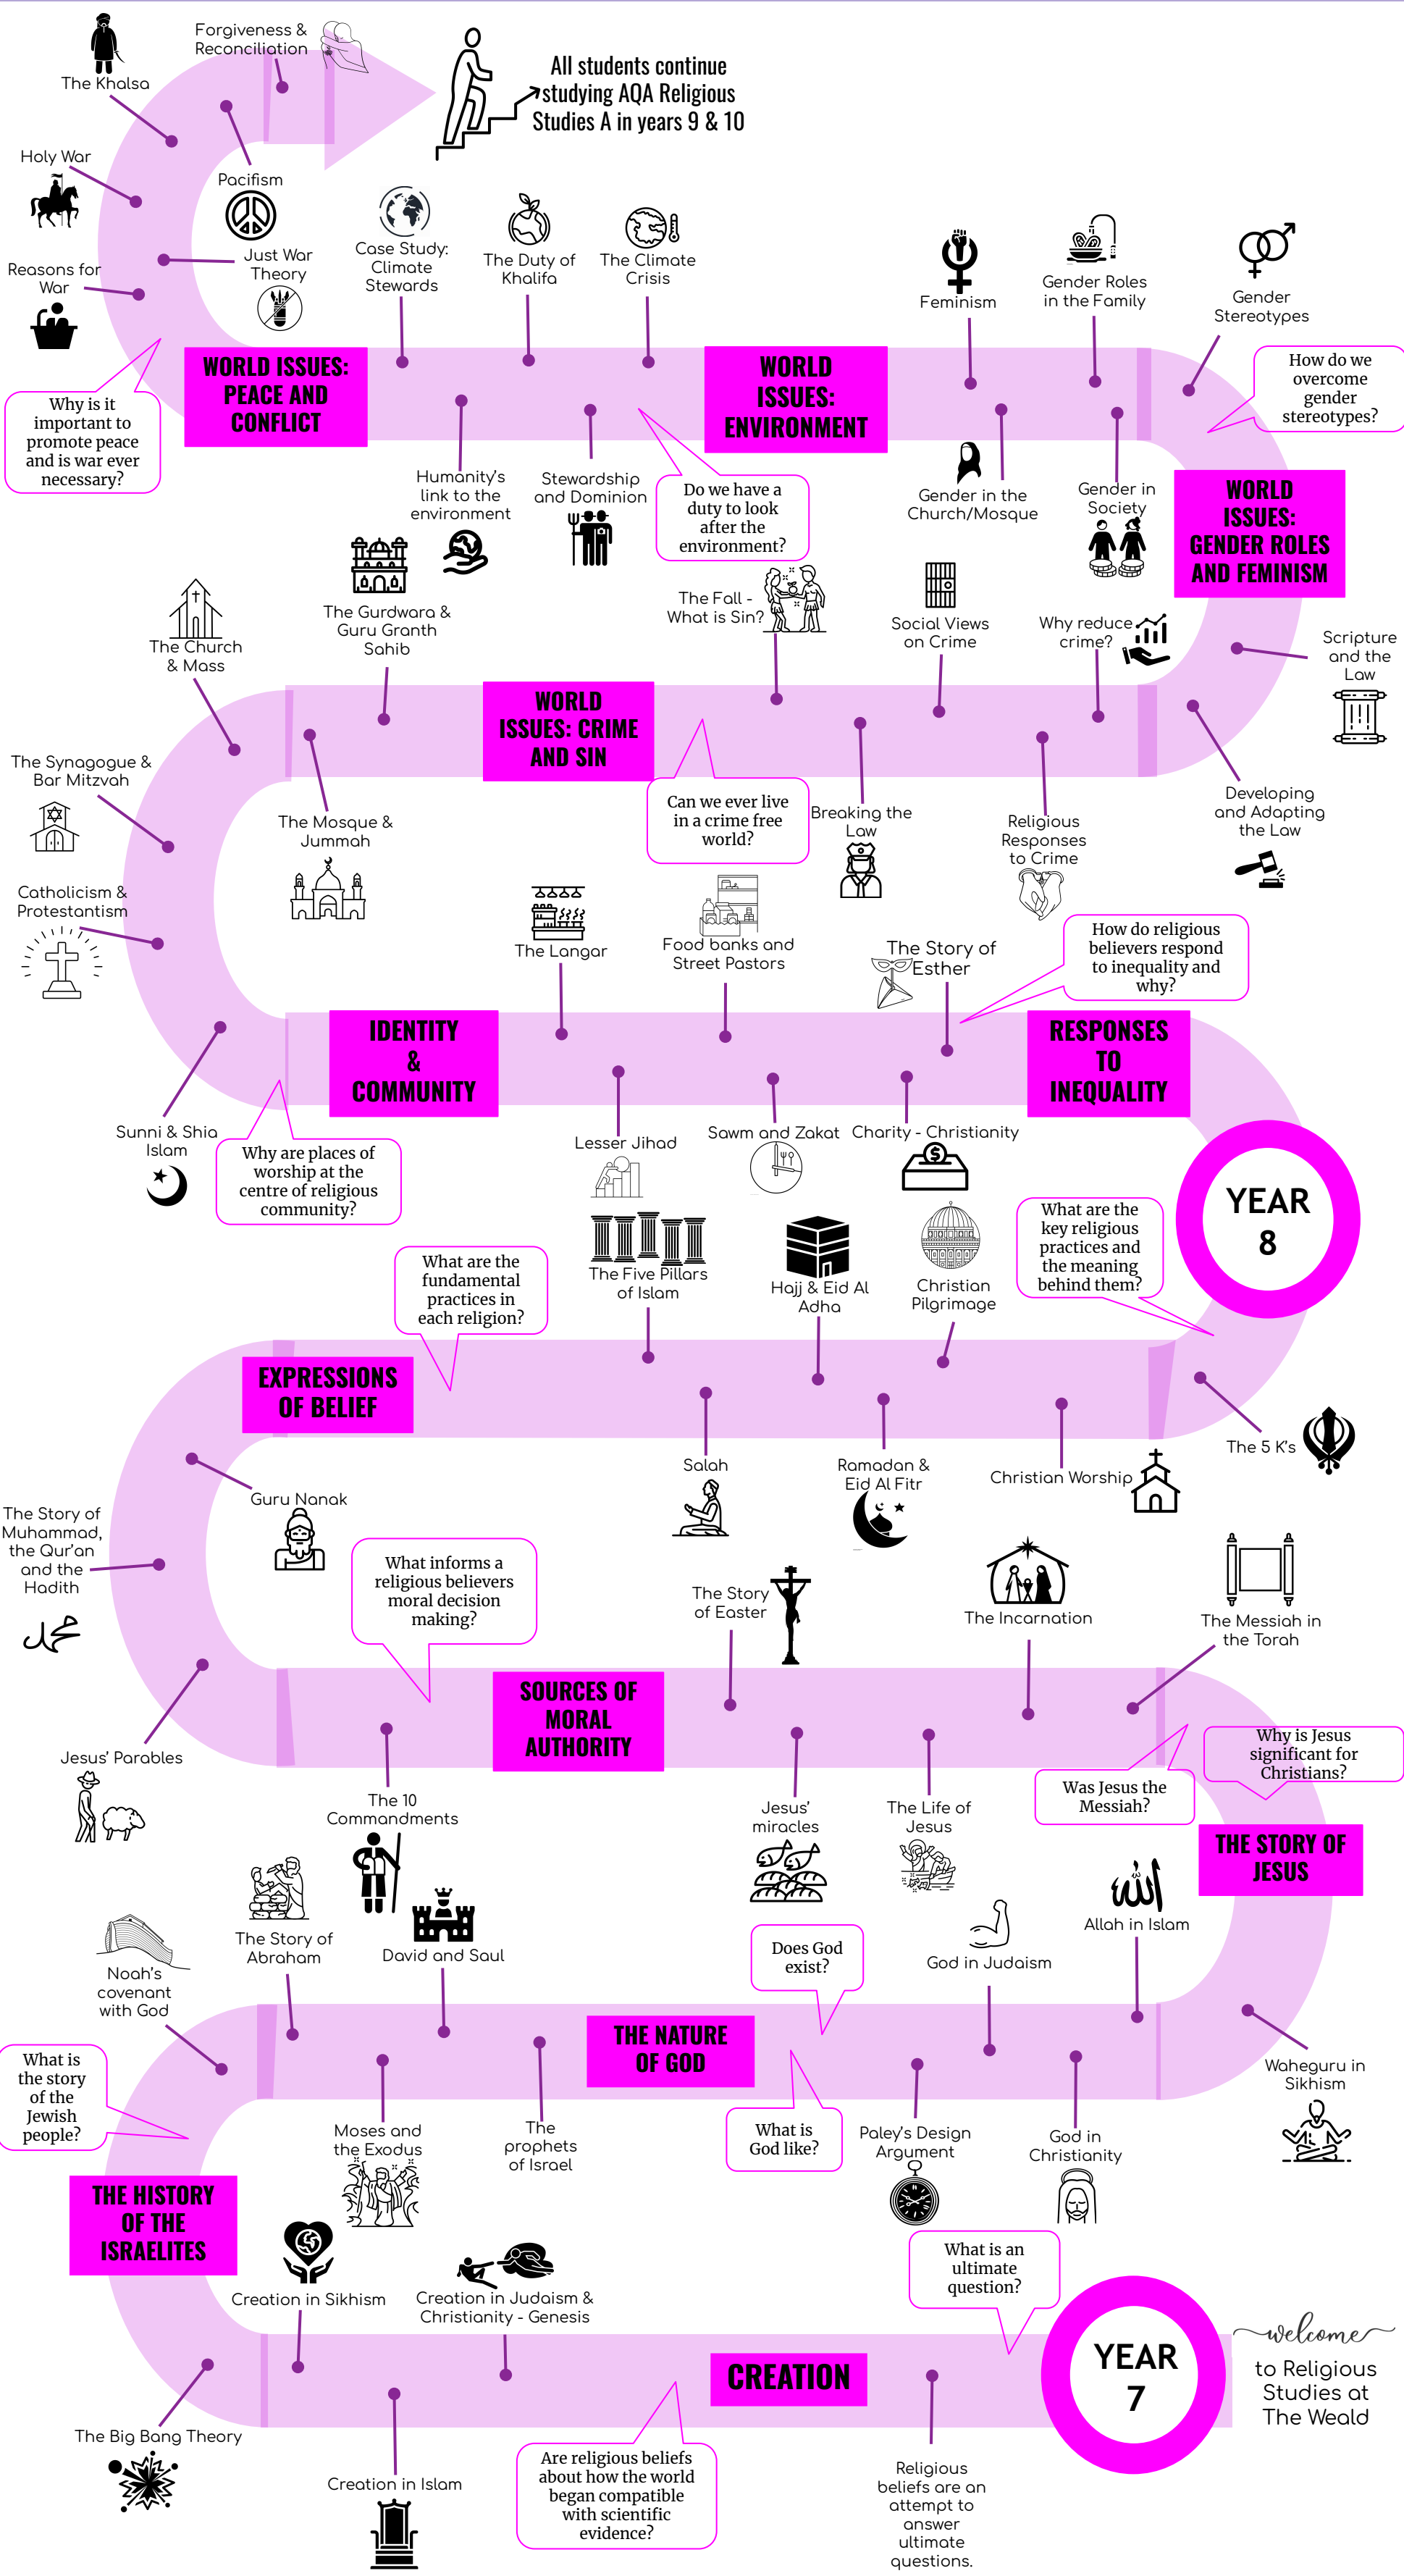 The Khalsa
Forgiveness &
Reconciliation
All students continue
studying AQA Religious
Studies A in years 9 & 10
Holy War
Pacifism
Reasons for
War
Just War
Theory
Case Study:
Climate
Stewards
The Duty of
Khalifa
The Climate
Crisis
Feminism
Gender Roles
in the Family
Gender
Stereotypes
WORLD ISSUES:
PEACE AND
CONFLICT
WORLD
ISSUES:
ENVIRONMENT
How do we
overcome
gender
stereotypes?
Why is it
important to
promote peace
and is war ever
necessary?
Humanity's
link to the
environment
Stewardship
and Dominion
Do we have a
duty to look
after the
environment?
Gender in the
Church/Mosque
Gender in
Society
WORLD
ISSUES:
GENDER ROLES
AND FEMINISM
The Church
& Mass
The Gurdwara &
Guru Granth
Sahib
The Fall -
What is Sin?
Social Views
on Crime
Why reduce
crime?
Scripture
and the
Law
WORLD
ISSUES: CRIME
AND SIN
The Synagogue &
Bar Mitzvah
The Mosque &
Jummah
Can we ever live
in a crime free
world?
Breaking the
Law
Religious
Responses
to Crime
Developing
and Adapting
the Law
Catholicism &
Protestantism
The Langar
Food banks and
Street Pastors
The Story of
Esther
How do religious
believers respond
to inequality and
why?
IDENTITY
&
COMMUNITY
RESPONSES
TO
INEQUALITY
Sunni & Shia
Islam
Why are places of
worship at the
centre of religious
community?
Lesser Jihad
Sawm and Zakat
Charity - Christianity
YEAR
8
What are the
fundamental
practices in
each religion?
The Five Pillars
of Islam
Hajj & Eid Al
Adha
Christian
Pilgrimage
What are the
key religious
practices and
the meaning
behind them?
EXPRESSIONS
OF BELIEF
Salah
Ramadan &
Eid Al Fitr
Christian Worship
The 5 K's
Guru Nanak
The Story of
Muhammad,
the Qur'an
and the
Hadith
محمد
What informs a
religious believers
moral decision
making?
The Story
of Easter
The Incarnation
The Messiah in
the Torah
SOURCES OF
MORAL
AUTHORITY
Jesus' Parables
The 10
Commandments
Jesus'
miracles
The Life of
Jesus
Was Jesus the
Messiah?
Why is Jesus
significant for
Christians?
THE STORY OF
JESUS
Noah's
covenant
with God
The Story of
Abraham
David and Saul
Does God
exist?
God in Judaism
الله
Allah in Islam
THE NATURE
OF GOD
What is
the story
of the
Jewish
people?
Moses and
the Exodus
The
prophets
of Israel
What is
God like?
Paley's Design
Argument
God in
Christianity
Waheguru in
Sikhism
THE HISTORY
OF THE
ISRAELITES
Creation in Sikhism
Creation in Judaism &
Christianity - Genesis
What is an
ultimate
question?
CREATION
YEAR
7
welcome
to Religious
Studies at
The Weald
The Big Bang Theory
Creation in Islam
Are religious beliefs
about how the world
began compatible
with scientific
evidence?
Religious
beliefs are an
attempt to
answer
ultimate
questions.